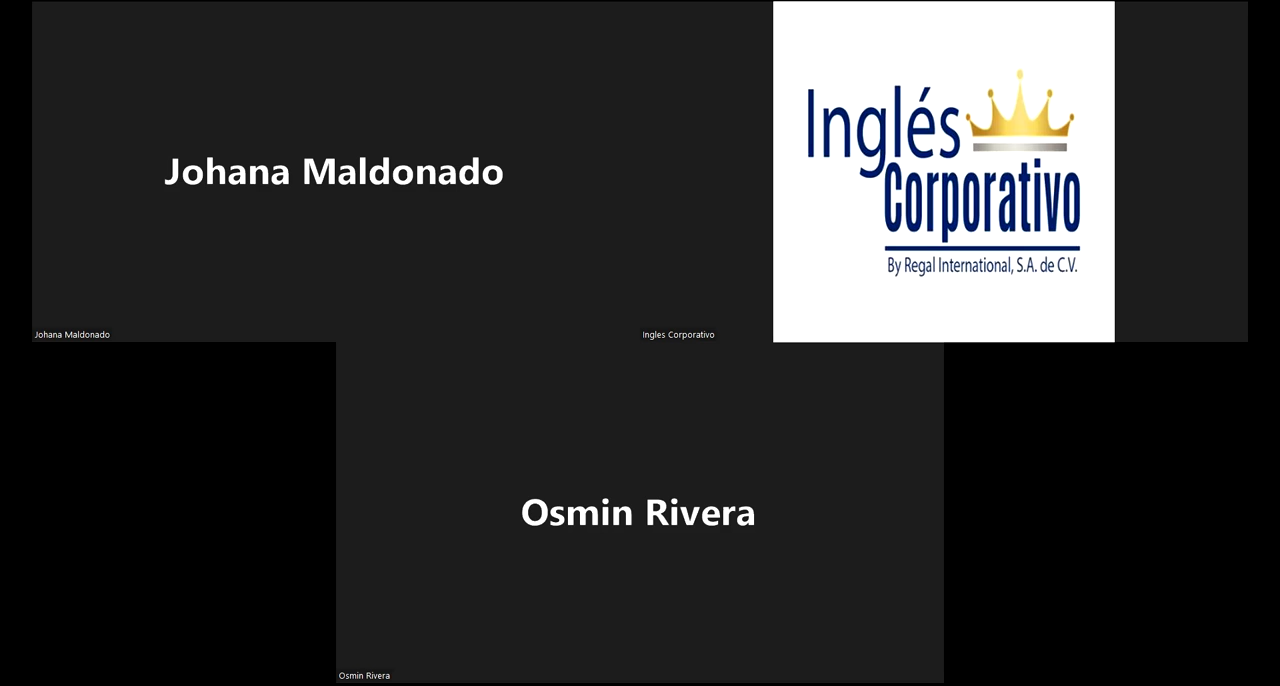 Johana Maldonado
Inglés
Corporativo
By Regal International, S.A. de C.V.
Johana Maldonado
Ingles Corporativo
Osmin Rivera
Osmin Rivera